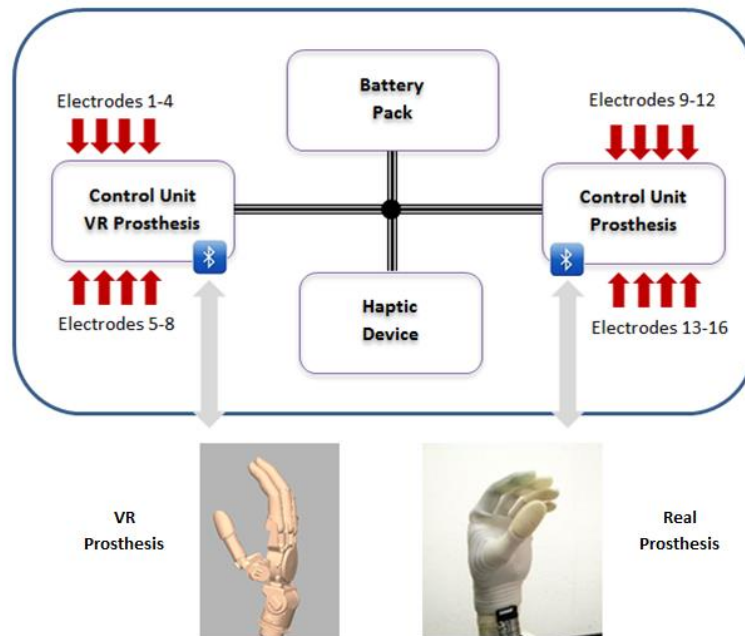 Battery
Pack
Electrodes 1-4
Electrodes 9-12
Control Unit
VR Prosthesis
Control Unit
Prosthesis
Haptic
Device
Electrodes 5-8
Electrodes 13-16
VR
Prosthesis
Real
Prosthesis